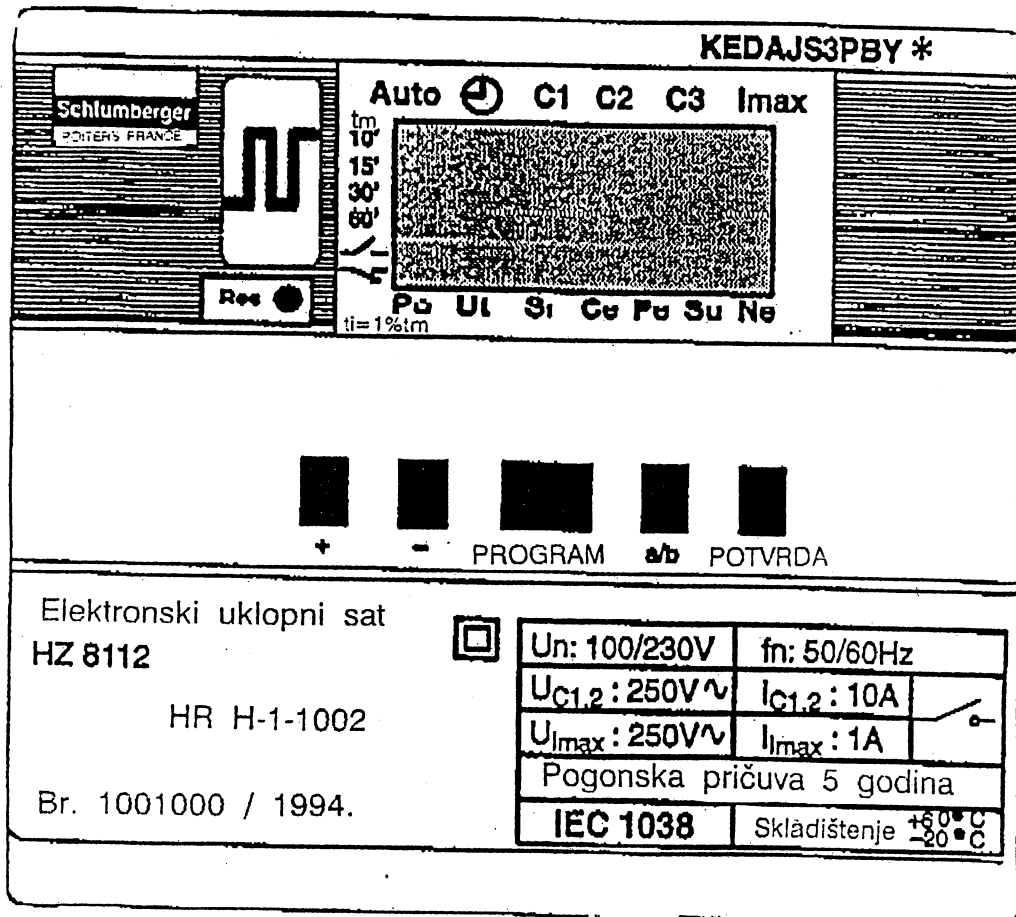 KEDAJS3PBY *
Schlumberger
POITERS FRANCE
Auto C1 C2 C3 Imax
tm
10'
15'
30'
60'
Res
Po Ut Sr Če Pe Su Ne
ti=1%tm
+ - PROGRAM a/b POTVRDA
Elektronski uklopni sat
HZ 8112
HR H-1-1002
Br. 1001000 / 1994.
Un: 100/230V fn: 50/60Hz
UC1,2 : 250V~ IC1,2 : 10A
UImax : 250V~ IImax : 1A
Pogonska pričuva 5 godina
IEC 1038 Skladištenje +60°C
-20°C